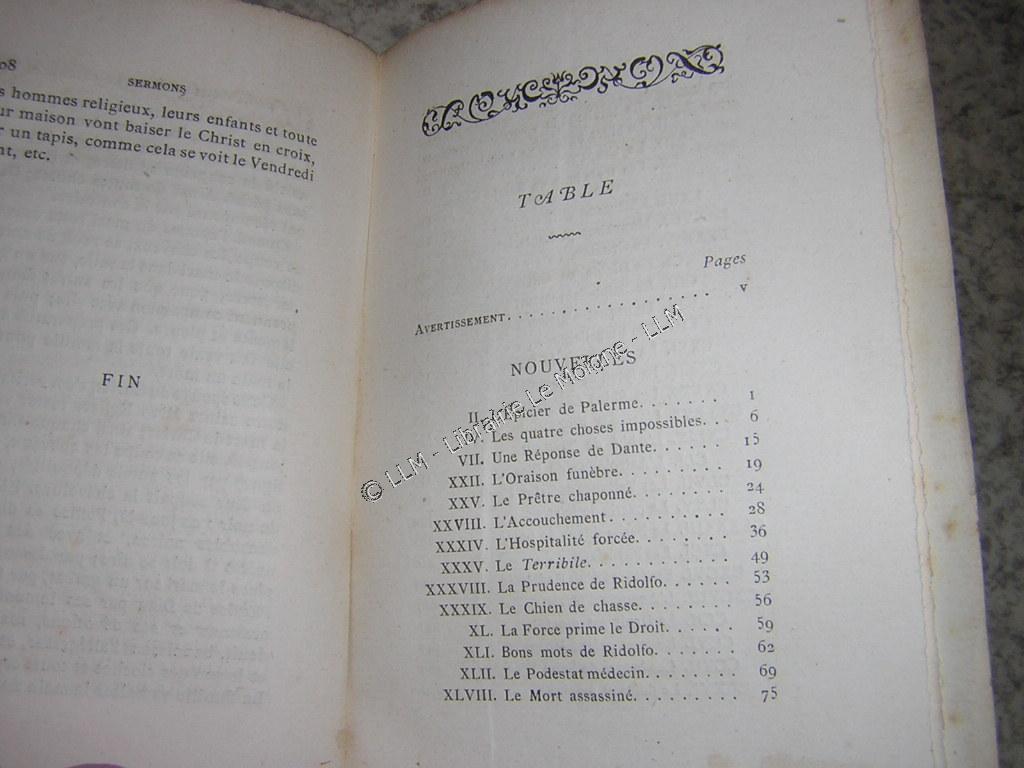 08
SERMONS
s hommes religieux, leurs enfants et toute
ur maison vont baiser le Christ en croix,
r un tapis, comme cela se voit le Vendredi
nt, etc.
FIN
TABLE
Pages
AVERTISSEMENT. . . . . . . . . . . . . . . . . . v
NOUVELLES
II. L'Épicier de Palerme. . . . . . . 1
Les quatre choses impossibles. . . 6
VII. Une Réponse de Dante. . . . . . 15
XXII. L'Oraison funèbre. . . . . . . . 19
XXV. Le Prêtre chaponné. . . . . . . . 24
XXVIII. L'Accouchement . . . . . . . . . 28
XXXIV. L'Hospitalité forcée. . . . . . . . 36
XXXV. Le Terribile. . . . . . . . . . . . 49
XXXVIII. La Prudence de Ridolfo. . . . . . 53
XXXIX. Le Chien de chasse. . . . . . . . 56
XL. La Force prime le Droit. . . . . . 59
XLI. Bons mots de Ridolfo. . . . . . . 62
XLII. Le Podestat médecin. . . . . . . . 69
XLVIII. Le Mort assassiné. . . . . . . . . 75
© LLM - Librairie Le Moigne - LLM